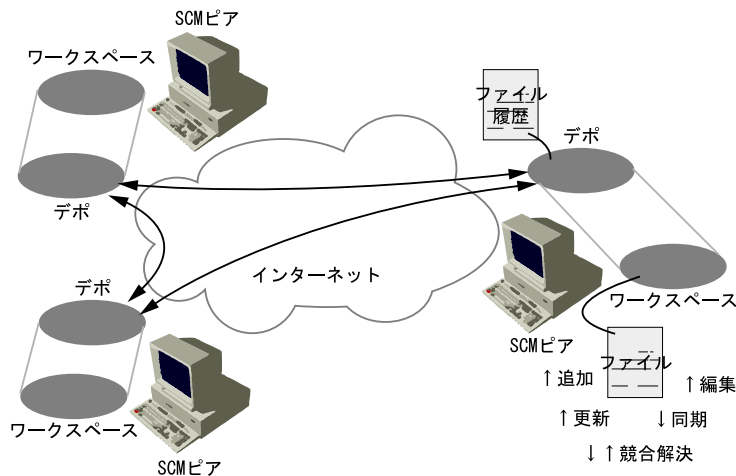 SCMピア
ワークスペース
デポ
ファイル
履歴
デポ
インターネット
デポ
ワークスペース
SCMピア
ワークスペース
SCMピア
ファイル
↑追加
↑編集
↑更新
↓同期
↓↑競合解決